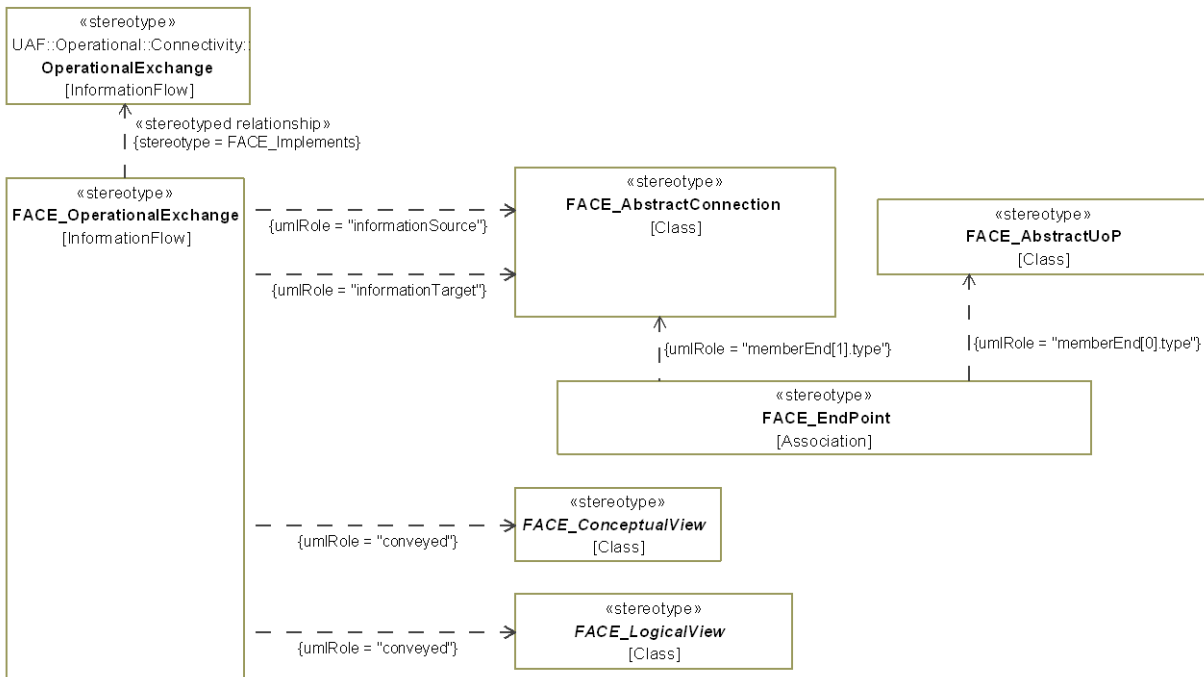 «stereotype»
UAF::Operational::Connectivity::
OperationalExchange
[InformationFlow]
«stereotyped relationship»
{stereotype = FACE_Implements}
«stereotype»
FACE_OperationalExchange
[InformationFlow]
{umlRole = "informationSource"}
{umlRole = "informationTarget"}
«stereotype»
FACE_AbstractConnection
[Class]
«stereotype»
FACE_AbstractUoP
[Class]
{umlRole = "memberEnd[1].type"}
{umlRole = "memberEnd[0].type"}
«stereotype»
FACE_EndPoint
[Association]
{umlRole = "conveyed"}
«stereotype»
FACE_ConceptualView
[Class]
{umlRole = "conveyed"}
«stereotype»
FACE_LogicalView
[Class]